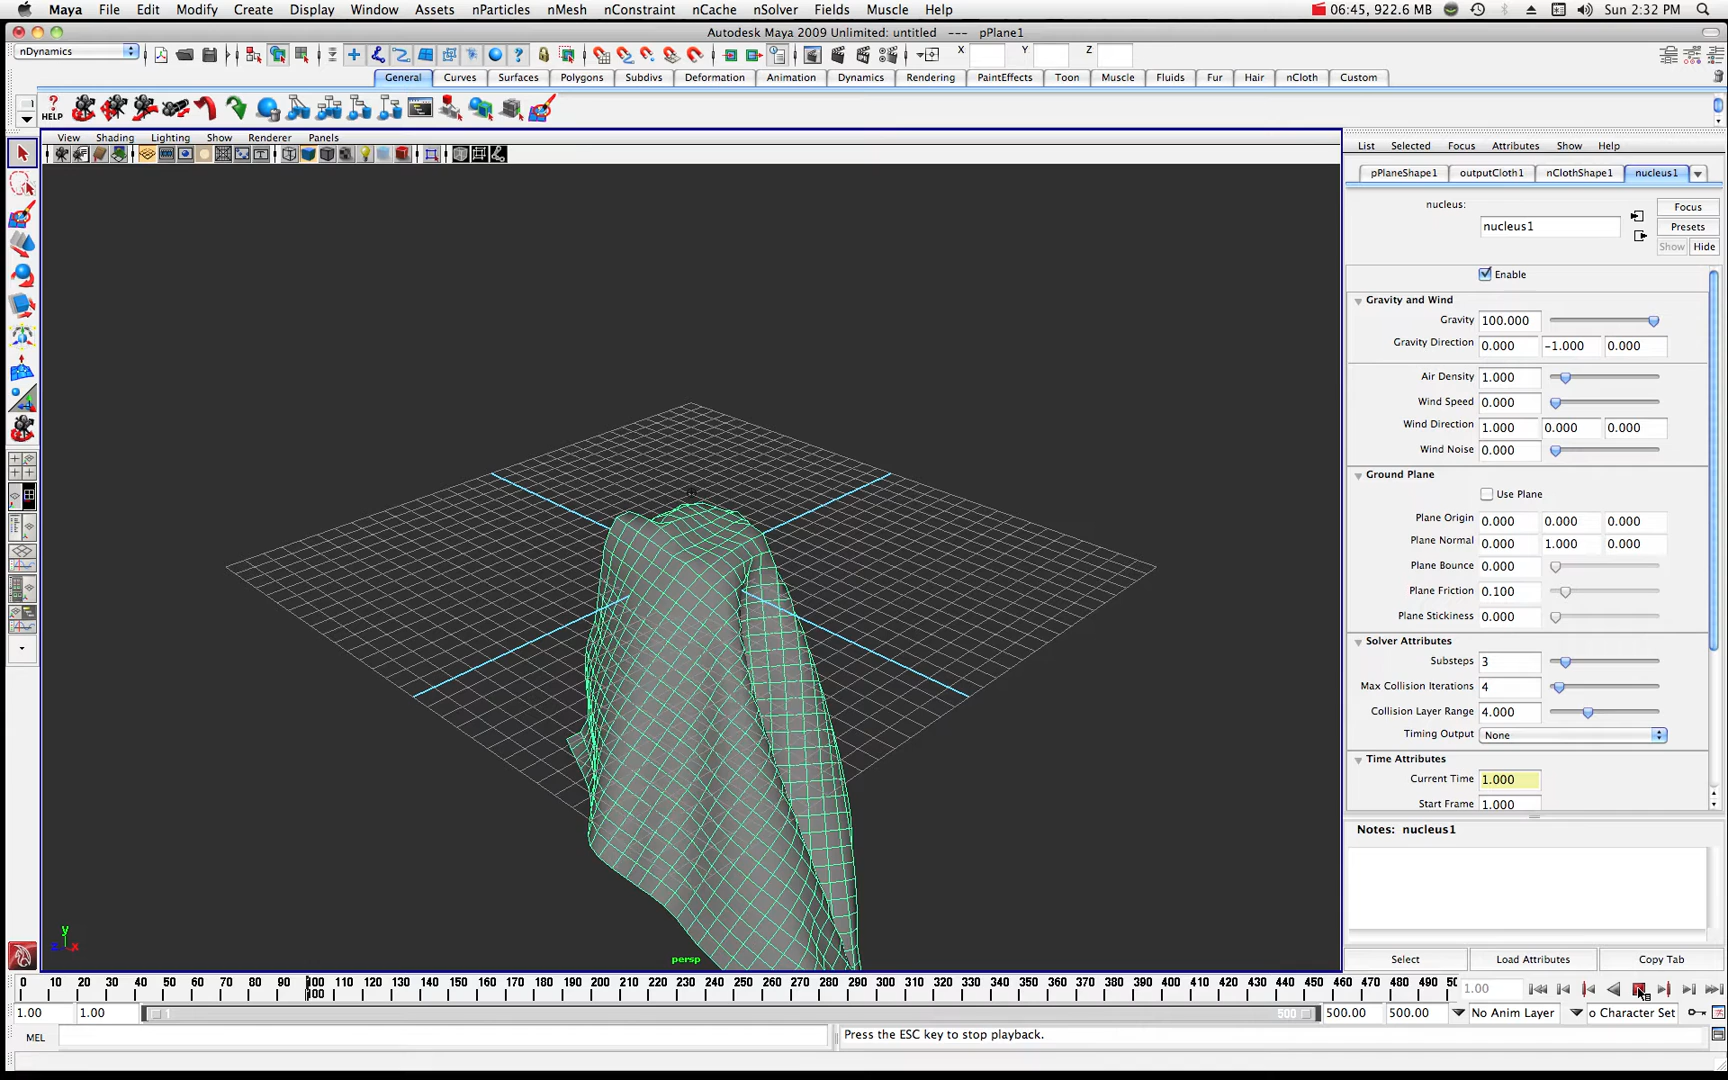 Maya File Edit Modify Create Display Window Assets nParticles nMesh nConstraint nCache nSolver Fields Muscle Help 06:45, 922.6 MB Sun 2:32 PM
Autodesk Maya 2009 Unlimited: untitled --- pPlane1
nDynamics X Y Z
General Curves Surfaces Polygons Subdivs Deformation Animation Dynamics Rendering PaintEffects Toon Muscle Fluids Fur Hair nCloth Custom
? HELP
View Shading Lighting Show Renderer Panels
List Selected Focus Attributes Show Help
pPlaneShape1 outputCloth1 nClothShape1 nucleus1
nucleus: nucleus1
Focus
Presets
Show Hide
Enable
Gravity and Wind
Gravity 100.000
Gravity Direction 0.000 -1.000 0.000
Air Density 1.000
Wind Speed 0.000
Wind Direction 1.000 0.000 0.000
Wind Noise 0.000
Ground Plane
Use Plane
Plane Origin 0.000 0.000 0.000
Plane Normal 0.000 1.000 0.000
Plane Bounce 0.000
Plane Friction 0.100
Plane Stickiness 0.000
Solver Attributes
Substeps 3
Max Collision Iterations 4
Collision Layer Range 4.000
Timing Output None
Time Attributes
Current Time 1.000
Start Frame 1.000
Notes: nucleus1
Select Load Attributes Copy Tab
y
z x
persp
0 10 20 30 40 50 60 70 80 90 100 110 120 130 140 150 160 170 180 190 200 210 220 230 240 250 260 270 280 290 300 310 320 330 340 350 360 370 380 390 400 410 420 430 440 450 460 470 480 490 50 1.00
100
1.00 1.00 1 500 500.00 500.00 No Anim Layer o Character Set
MEL Press the ESC key to stop playback.